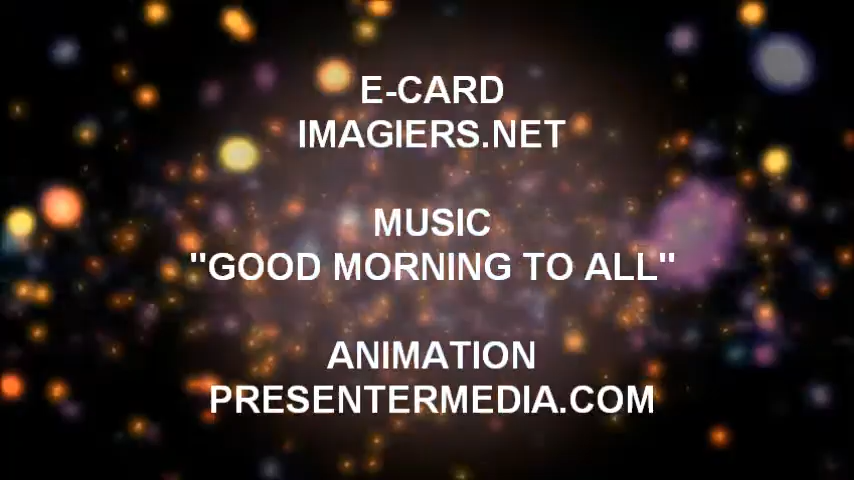 E-CARD
IMAGIERS.NET
MUSIC
"GOOD MORNING TO ALL"
ANIMATION
PRESENTERMEDIA.COM